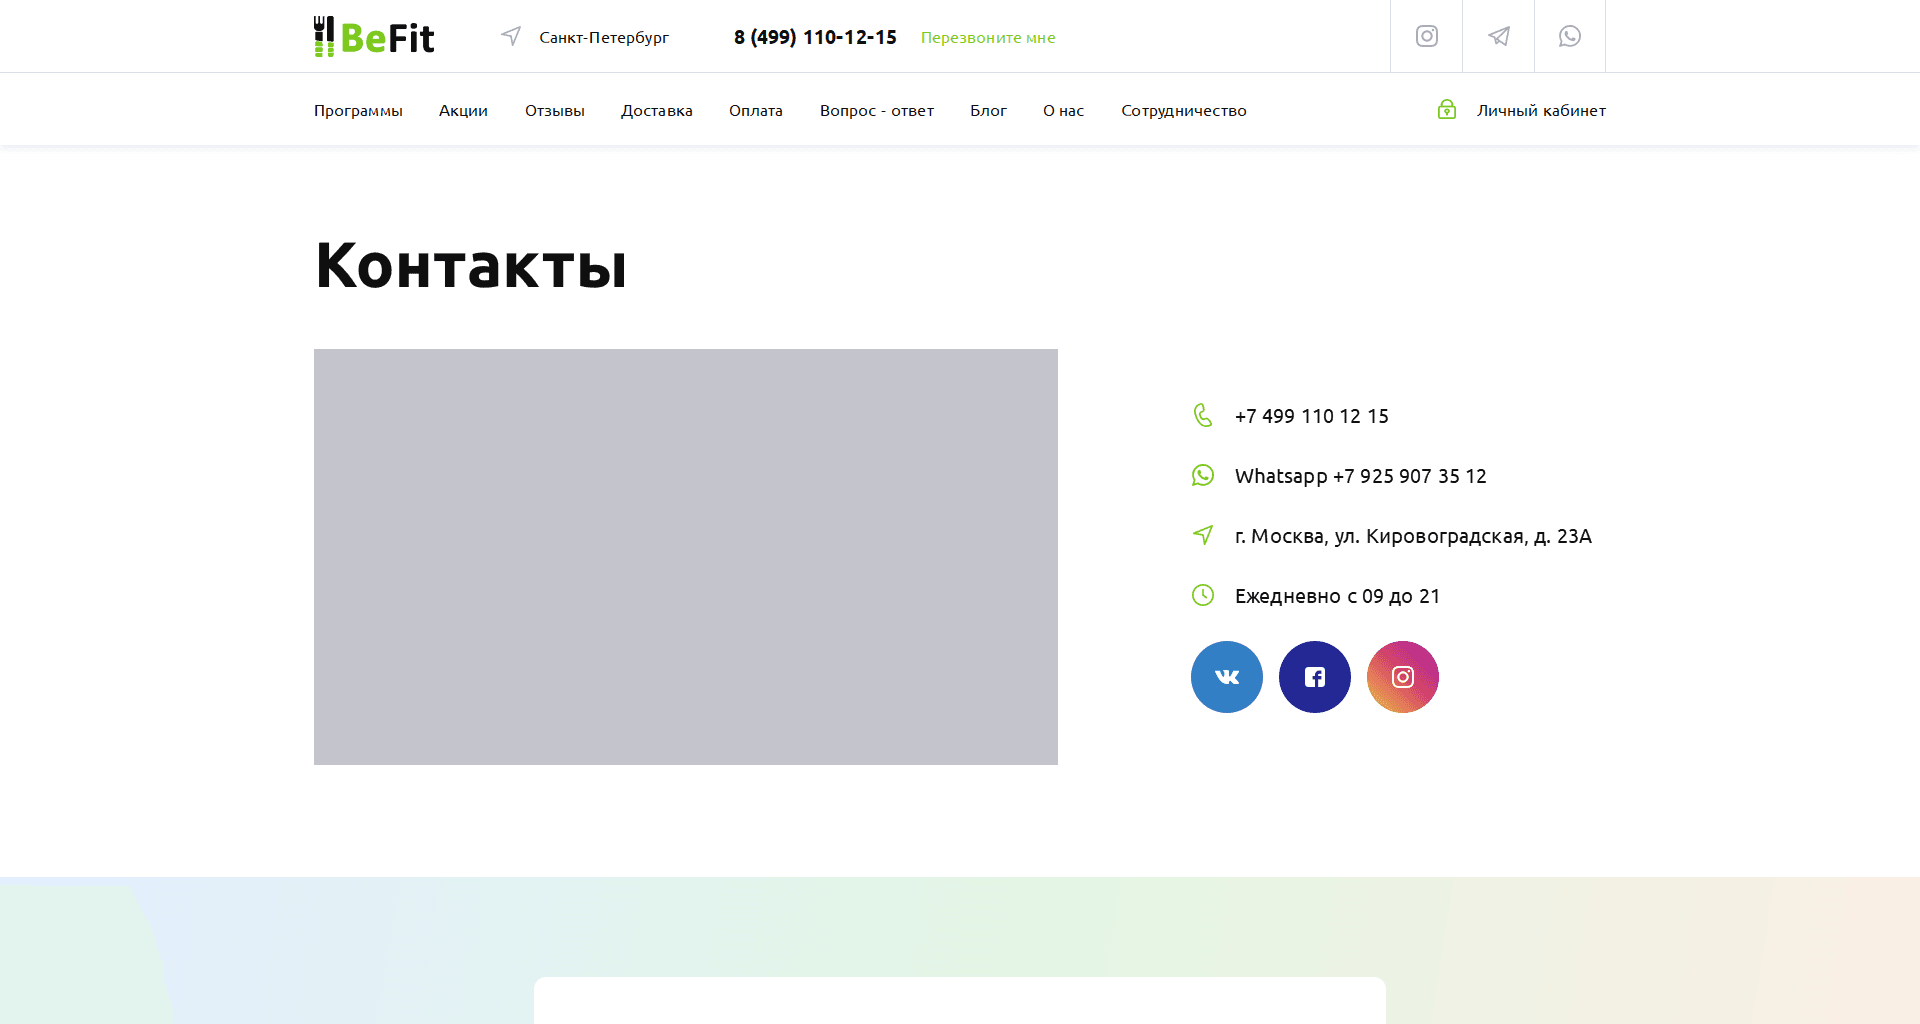 BeFit
Санкт-Петербург
8 (499) 110-12-15
Перезвоните мне
Программы
Акции
Отзывы
Доставка
Оплата
Вопрос - ответ
Блог
О нас
Сотрудничество
Личный кабинет
Контакты
+7 499 110 12 15
Whatsapp +7 925 907 35 12
г. Москва, ул. Кировоградская, д. 23А
Ежедневно с 09 до 21